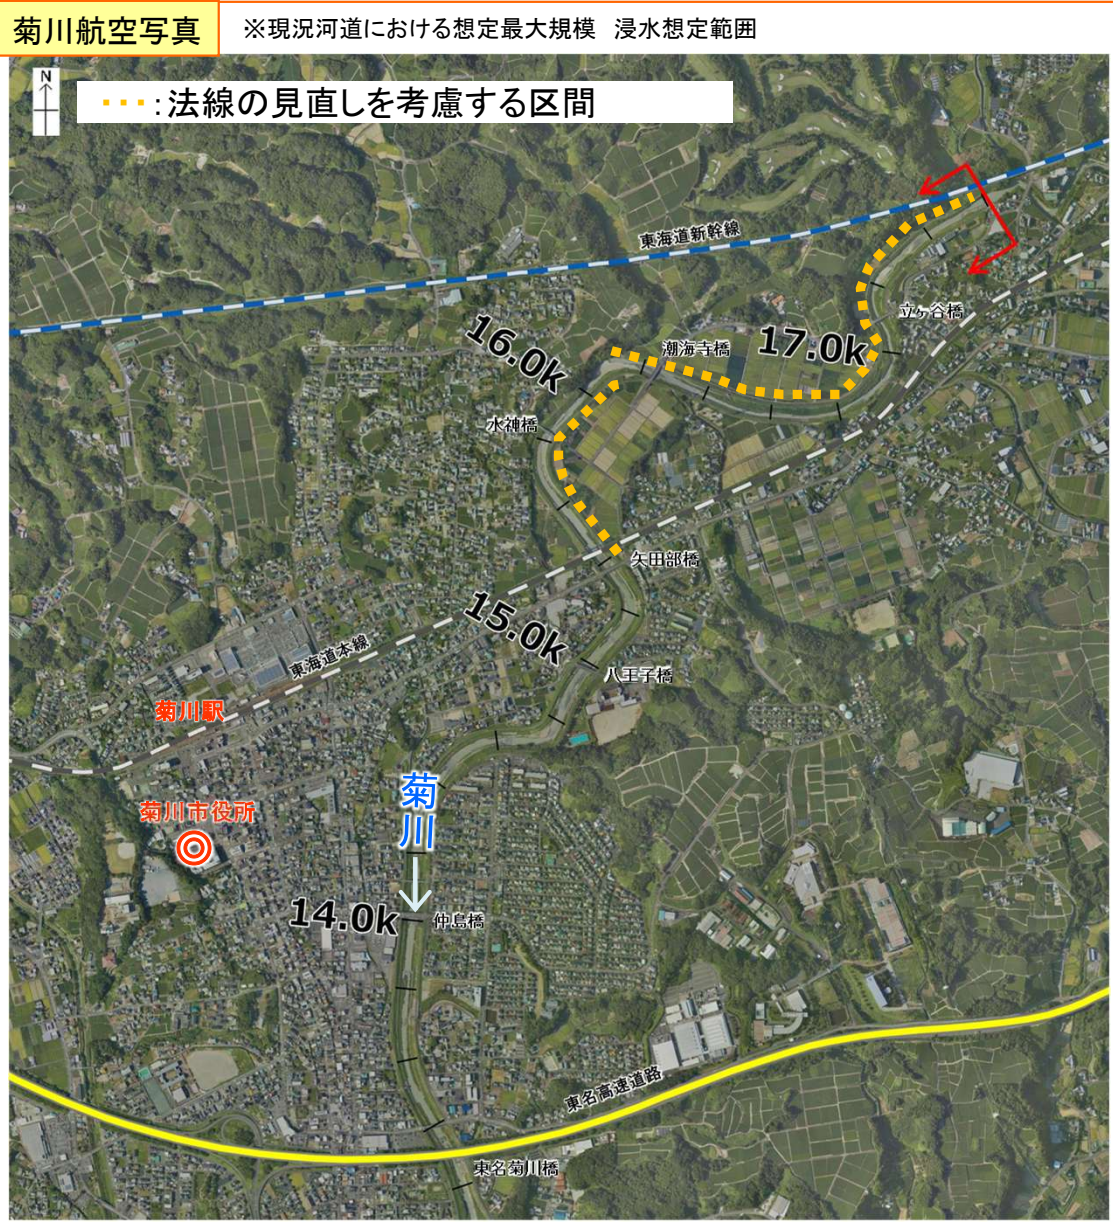 菊川航空写真
※現況河道における想定最大規模 浸水想定範囲
N
:法線の見直しを考慮する区間
東海道新幹線
立ヶ谷橋
16.0k
潮海寺橋
17.0k
水神橋
矢田部橋
15.0k
東海道本線
八王子橋
菊川駅
菊川
菊川市役所
14.0k
仲島橋
東名高速道路
東名菊川橋